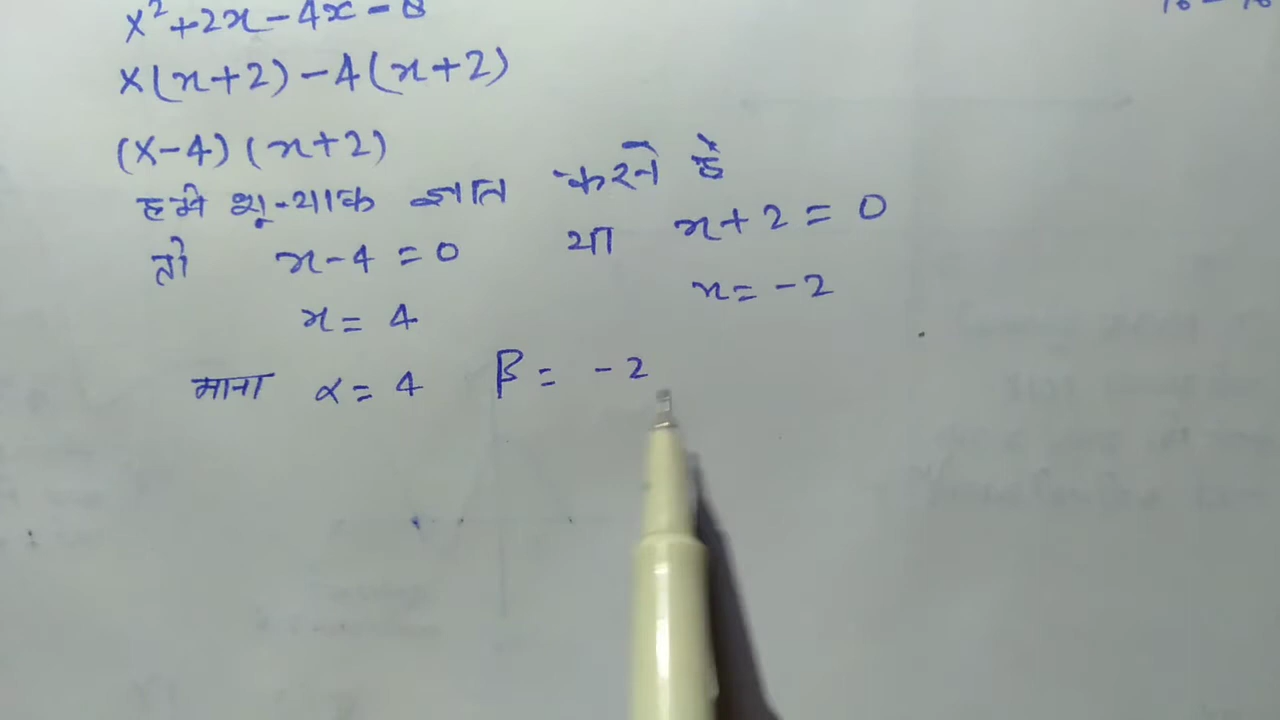 x²+2x-4x-8
x(x+2)-4(x+2)
(x-4)(x+2)
हमे शून्याक ज्ञात करने है
तो x-4=0 या x+2=0
x=4 x=-2
माना α=4 β=-2